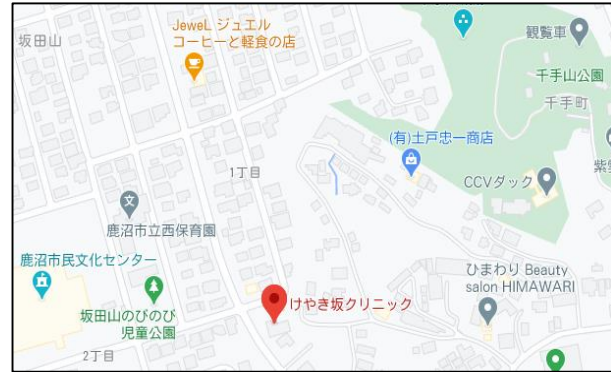 坂田山
JeweL ジュエル
コーヒーと軽食の店
観覧車
千手山公園
千手町
(有)土戸忠一商店
1丁目
CCVダック
鹿沼市立西保育園
鹿沼市民文化センター
ひまわり Beauty
salon HIMAWARI
けやき坂クリニック
坂田山のびのび
児童公園
2丁目